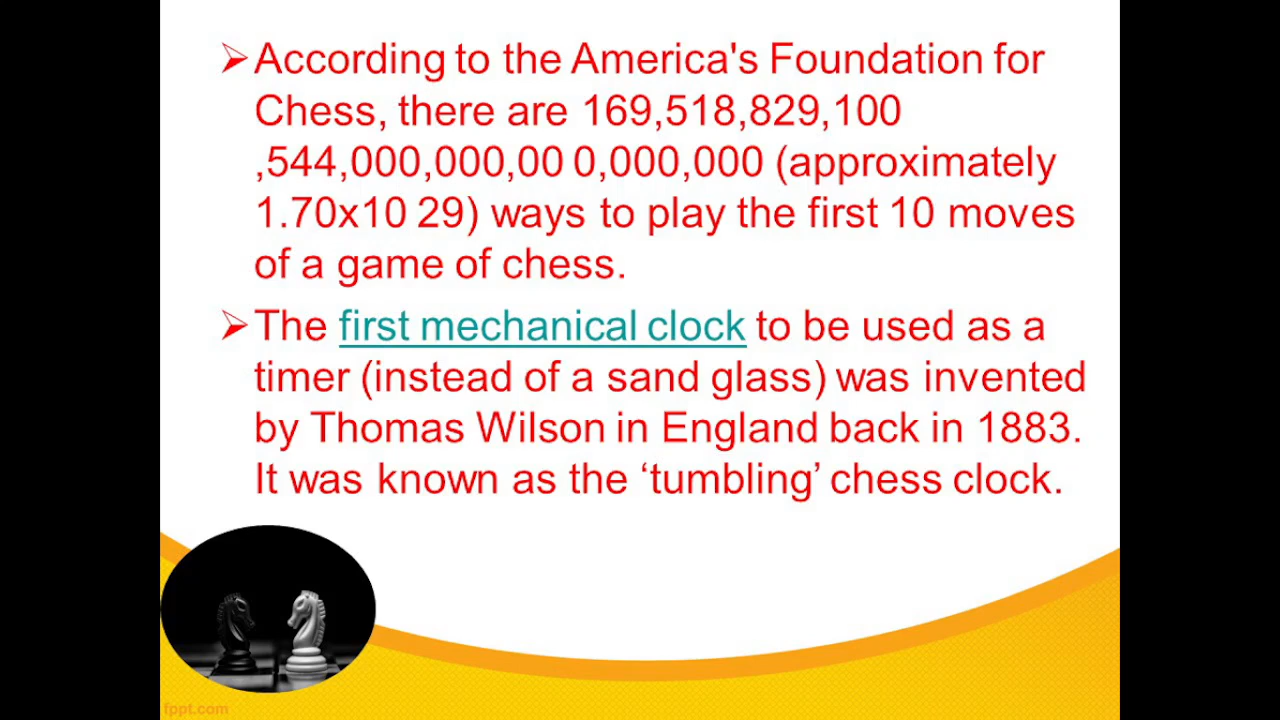 ➢According to the America's Foundation for
Chess, there are 169,518,829,100
,544,000,000,00 0,000,000 (approximately
1.70x10 29) ways to play the first 10 moves
of a game of chess.
➢The first mechanical clock to be used as a
timer (instead of a sand glass) was invented
by Thomas Wilson in England back in 1883.
It was known as the ‘tumbling’ chess clock.
fppt.com